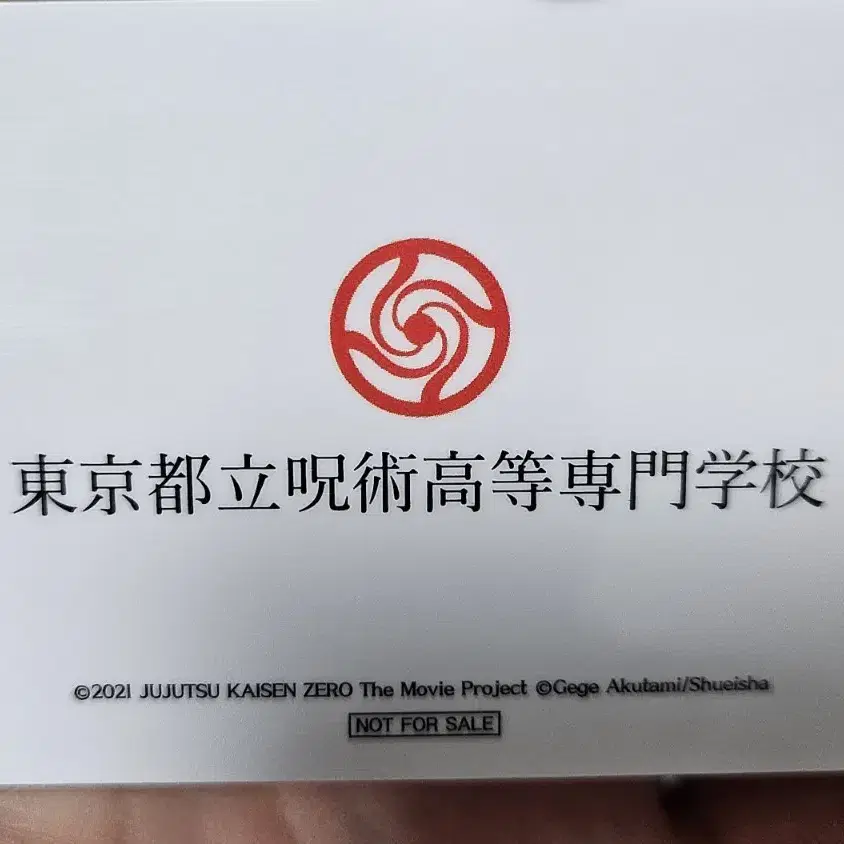 東京都立呪術高等専門学校
©2021 JUJUTSU KAISEN ZERO The Movie Project ©Gege Akutami/Shueisha
NOT FOR SALE